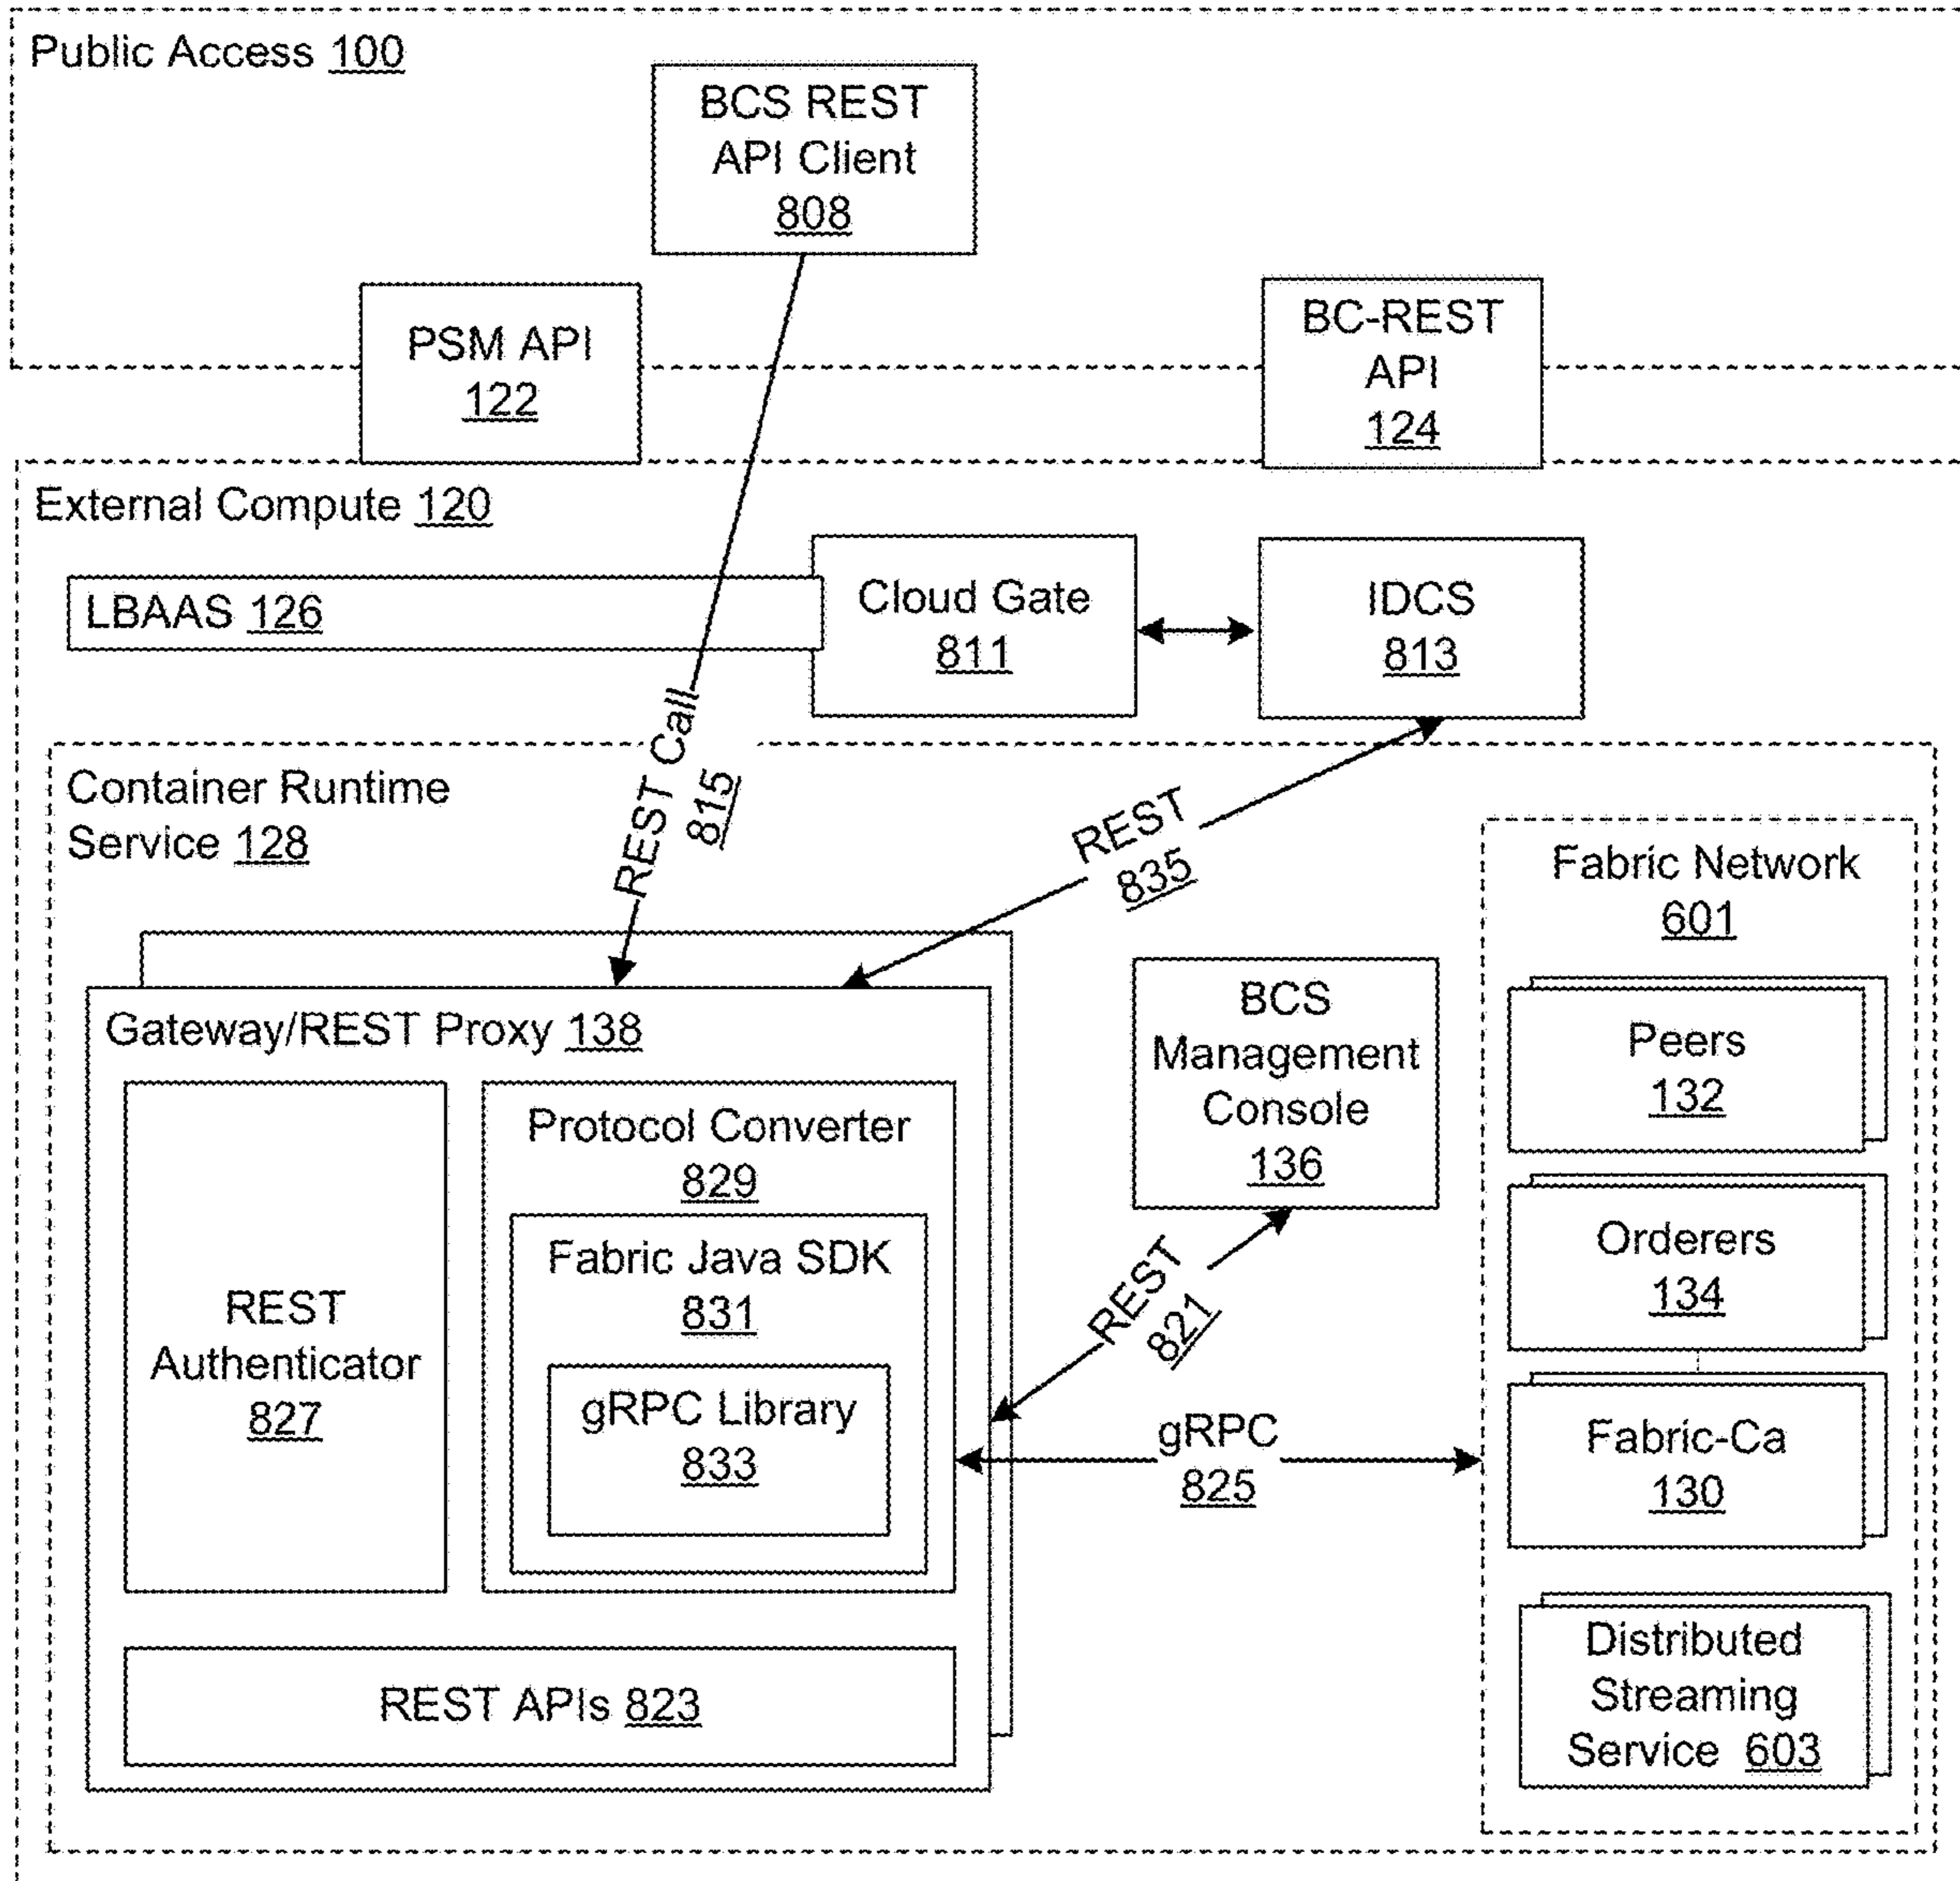 Public Access 100
BCS REST
API Client
808
PSM API
122
BC-REST
API
124
External Compute 120
LBAAS 126
Cloud Gate
811
IDCS
813
REST Call
815
REST
835
Container Runtime
Service 128
Gateway/REST Proxy 138
REST
Authenticator
827
Protocol Converter
829
Fabric Java SDK
831
gRPC Library
833
REST APIs 823
BCS
Management
Console
136
REST
821
gRPC
825
Fabric Network
601
Peers
132
Orderers
134
Fabric-Ca
130
Distributed
Streaming
Service 603